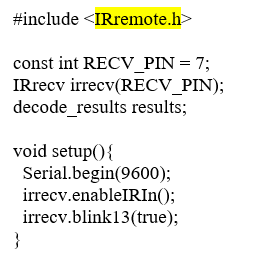 #include <IRremote.h>
const int RECV_PIN = 7;
IRrecv irrecv(RECV_PIN);
decode_results results;
void setup(){
Serial.begin(9600);
irrecv.enableIRIn();
irrecv.blink13(true);
}